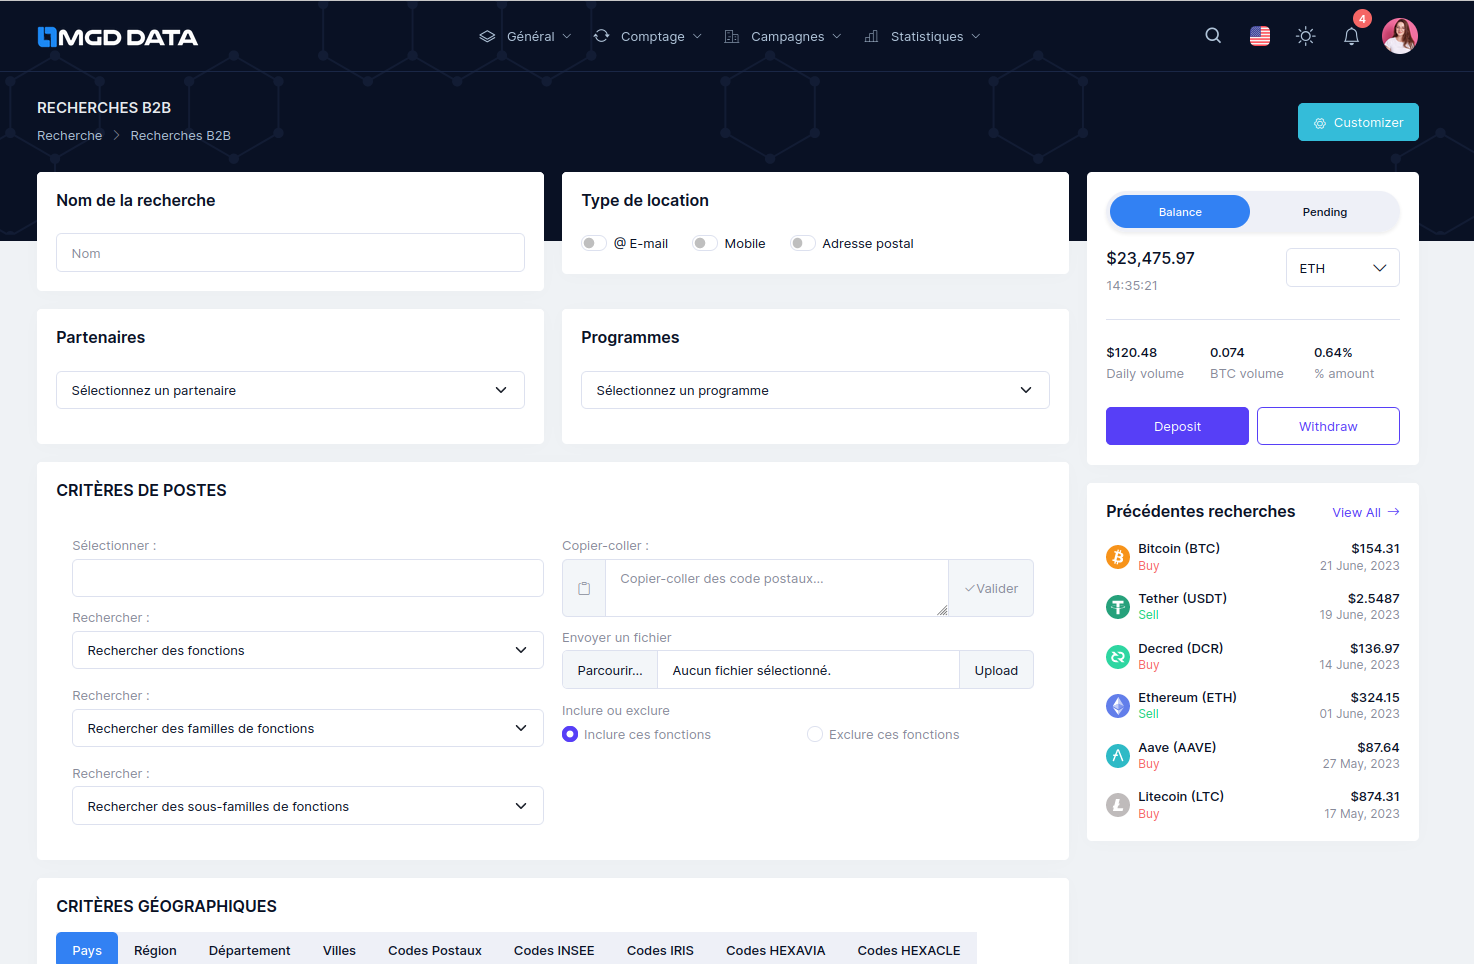 MGD DATA
Général
Comptage
Campagnes
Statistiques
4
RECHERCHES B2B
Recherche > Recherches B2B
Customizer
Nom de la recherche
Nom
Type de location
@ E-mail
Mobile
Adresse postal
Partenaires
Sélectionnez un partenaire
Programmes
Sélectionnez un programme
CRITÈRES DE POSTES
Sélectionner :
Rechercher :
Rechercher des fonctions
Rechercher :
Rechercher des familles de fonctions
Rechercher :
Rechercher des sous-familles de fonctions
Copier-coller :
Copier-coller des code postaux...
Valider
Envoyer un fichier
Parcourir... Aucun fichier sélectionné. Upload
Inclure ou exclure
Inclure ces fonctions
Exclure ces fonctions
CRITÈRES GÉOGRAPHIQUES
Pays Région Département Villes Codes Postaux Codes INSEE Codes IRIS Codes HEXAVIA Codes HEXACLE
Balance
Pending
$23,475.97
14:35:21
ETH
$120.48 0.074 0.64%
Daily volume BTC volume % amount
Deposit
Withdraw
Précédentes recherches
View All
Bitcoin (BTC) $154.31
Buy 21 June, 2023
Tether (USDT) $2.5487
Sell 19 June, 2023
Decred (DCR) $136.97
Buy 14 June, 2023
Ethereum (ETH) $324.15
Sell 01 June, 2023
Aave (AAVE) $87.64
Buy 27 May, 2023
Litecoin (LTC) $874.31
Buy 17 May, 2023